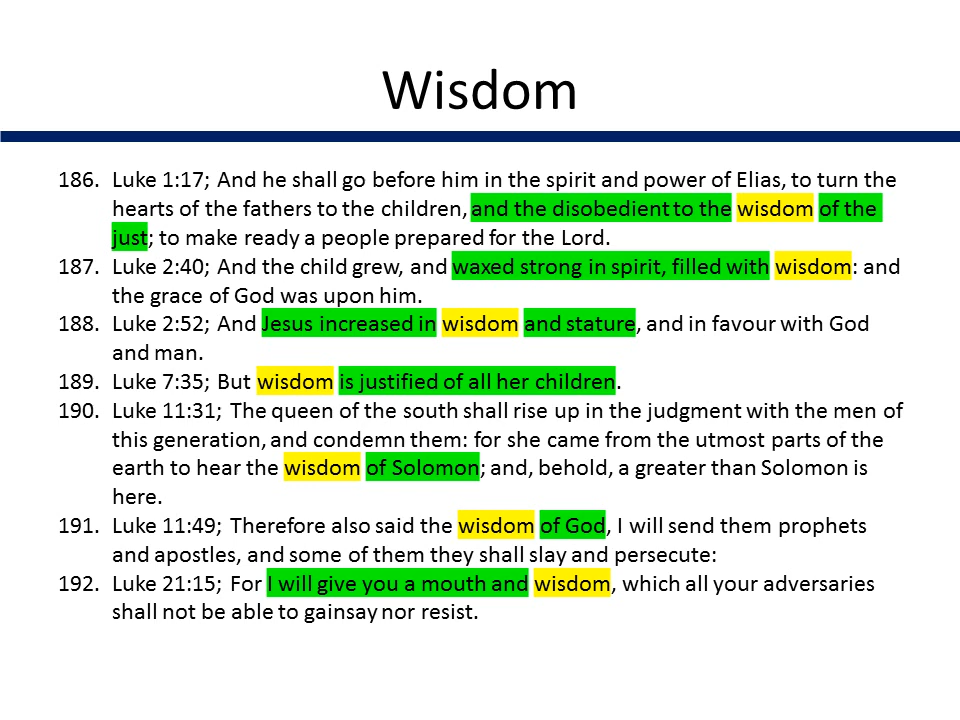 Wisdom
186. Luke 1:17; And he shall go before him in the spirit and power of Elias, to turn the
hearts of the fathers to the children, and the disobedient to the wisdom of the
just; to make ready a people prepared for the Lord.
187. Luke 2:40; And the child grew, and waxed strong in spirit, filled with wisdom: and
the grace of God was upon him.
188. Luke 2:52; And Jesus increased in wisdom and stature, and in favour with God
and man.
189. Luke 7:35; But wisdom is justified of all her children.
190. Luke 11:31; The queen of the south shall rise up in the judgment with the men of
this generation, and condemn them: for she came from the utmost parts of the
earth to hear the wisdom of Solomon; and, behold, a greater than Solomon is
here.
191. Luke 11:49; Therefore also said the wisdom of God, I will send them prophets
and apostles, and some of them they shall slay and persecute:
192. Luke 21:15; For I will give you a mouth and wisdom, which all your adversaries
shall not be able to gainsay nor resist.